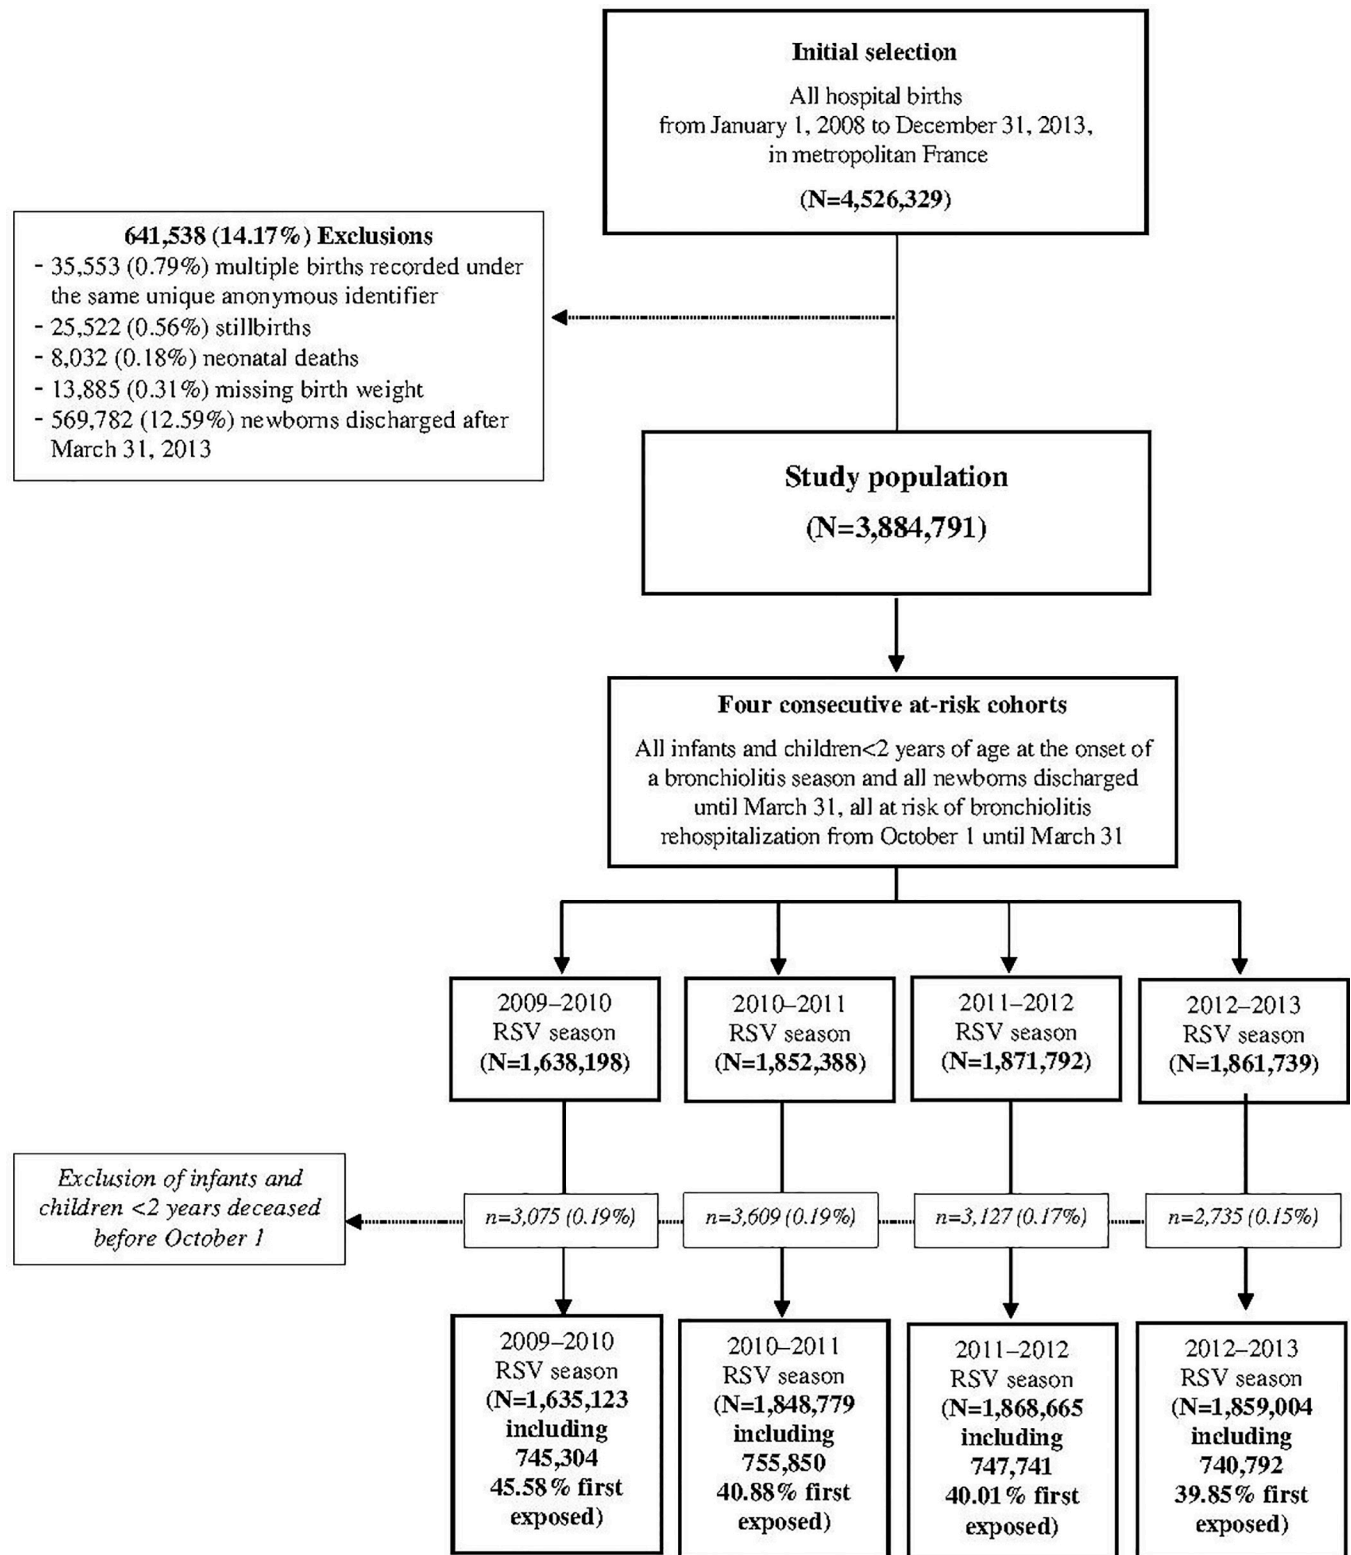 Initial selection
All hospital births
from January 1, 2008 to December 31, 2013,
in metropolitan France
(N=4,526,329)
641,538 (14.17%) Exclusions
- 35,553 (0.79%) multiple births recorded under
the same unique anonymous identifier
- 25,522 (0.56%) stillbirths
- 8,032 (0.18%) neonatal deaths
- 13,885 (0.31%) missing birth weight
- 569,782 (12.59%) newborns discharged after
March 31, 2013
Study population
(N=3,884,791)
Four consecutive at-risk cohorts
All infants and children<2 years of age at the onset of
a bronchiolitis season and all newborns discharged
until March 31, all at risk of bronchiolitis
rehospitalization from October 1 until March 31
2009–2010
RSV season
(N=1,638,198)
2010–2011
RSV season
(N=1,852,388)
2011–2012
RSV season
(N=1,871,792)
2012–2013
RSV season
(N=1,861,739)
Exclusion of infants and
children <2 years deceased
before October 1
n=3,075 (0.19%)
n=3,609 (0.19%)
n=3,127 (0.17%)
n=2,735 (0.15%)
2009–2010
RSV season
(N=1,635,123
including
745,304
45.58% first
exposed)
2010–2011
RSV season
(N=1,848,779
including
755,850
40.88% first
exposed)
2011–2012
RSV season
(N=1,868,665
including
747,741
40.01% first
exposed)
2012–2013
RSV season
(N=1,859,004
including
740,792
39.85% first
exposed)